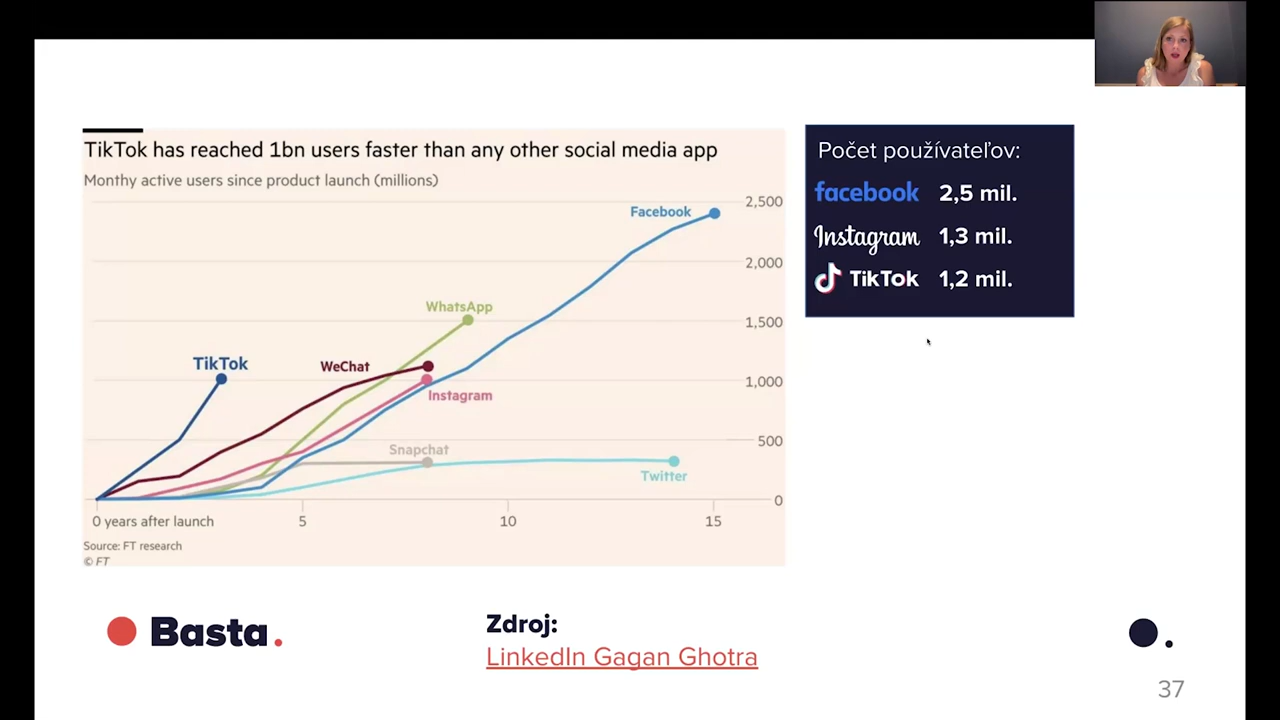 TikTok has reached 1bn users faster than any other social media app
Monthy active users since product launch (millions)
2,500
2,000
1,500
1,000
500
0
Facebook
WhatsApp
TikTok
WeChat
Instagram
Snapchat
Twitter
0 years after launch
5
10
15
Source: FT research
© FT
Počet používateľov:
facebook 2,5 mil.
Instagram 1,3 mil.
TikTok 1,2 mil.
Basta.
Zdroj:
LinkedIn Gagan Ghotra
37